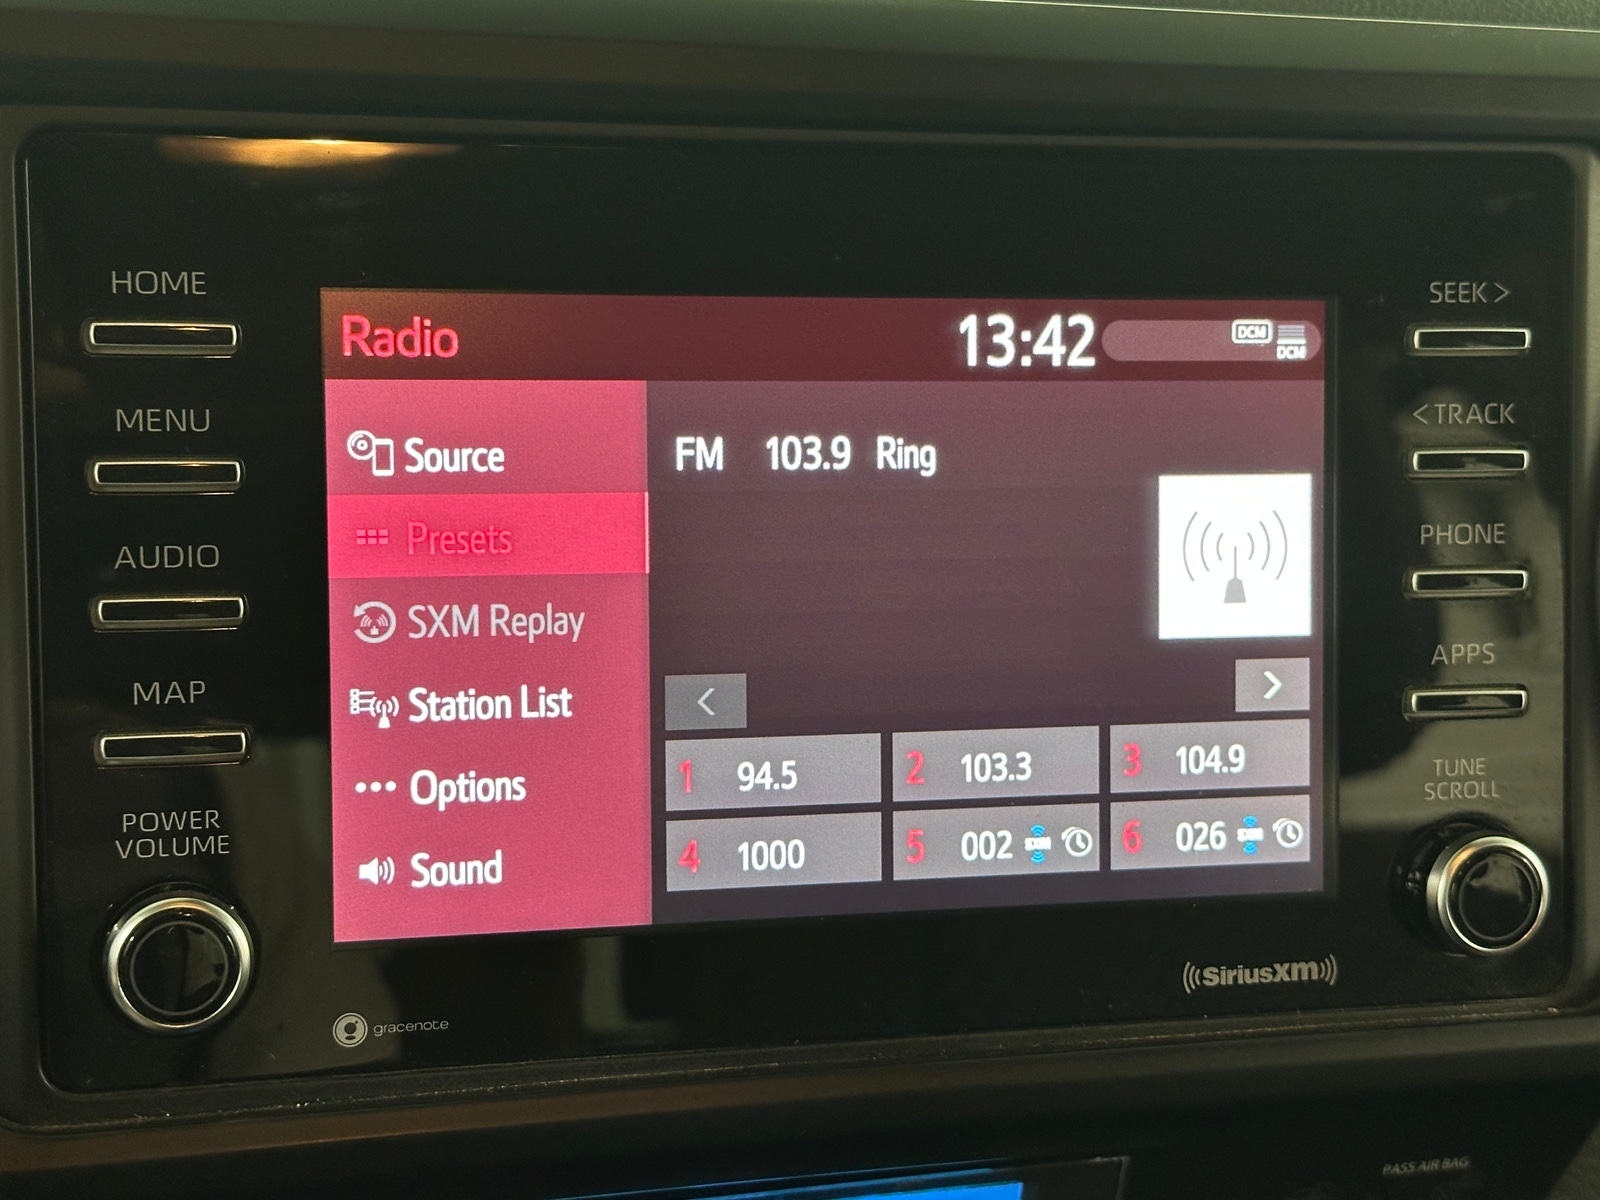 HOME
MENU
AUDIO
MAP
POWER
VOLUME
Radio
13:42
DCM
DCM
Source
Presets
SXM Replay
Station List
Options
Sound
FM 103.9 Ring
<
>
1 94.5
2 103.3
3 104.9
4 1000
5 002 SXM
6 026 SXM
SEEK >
< TRACK
PHONE
APPS
TUNE
SCROLL
gracenote
SiriusXM
PASS AIR BAG